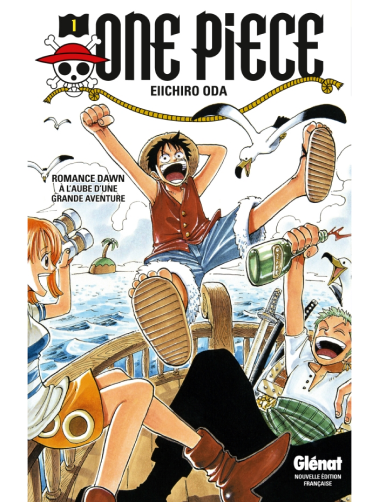 1
ONE PIECE
EIICHIRO ODA
ROMANCE DAWN
À L'AUBE D'UNE
GRANDE AVENTURE
Glénat
NOUVELLE ÉDITION
FRANÇAISE